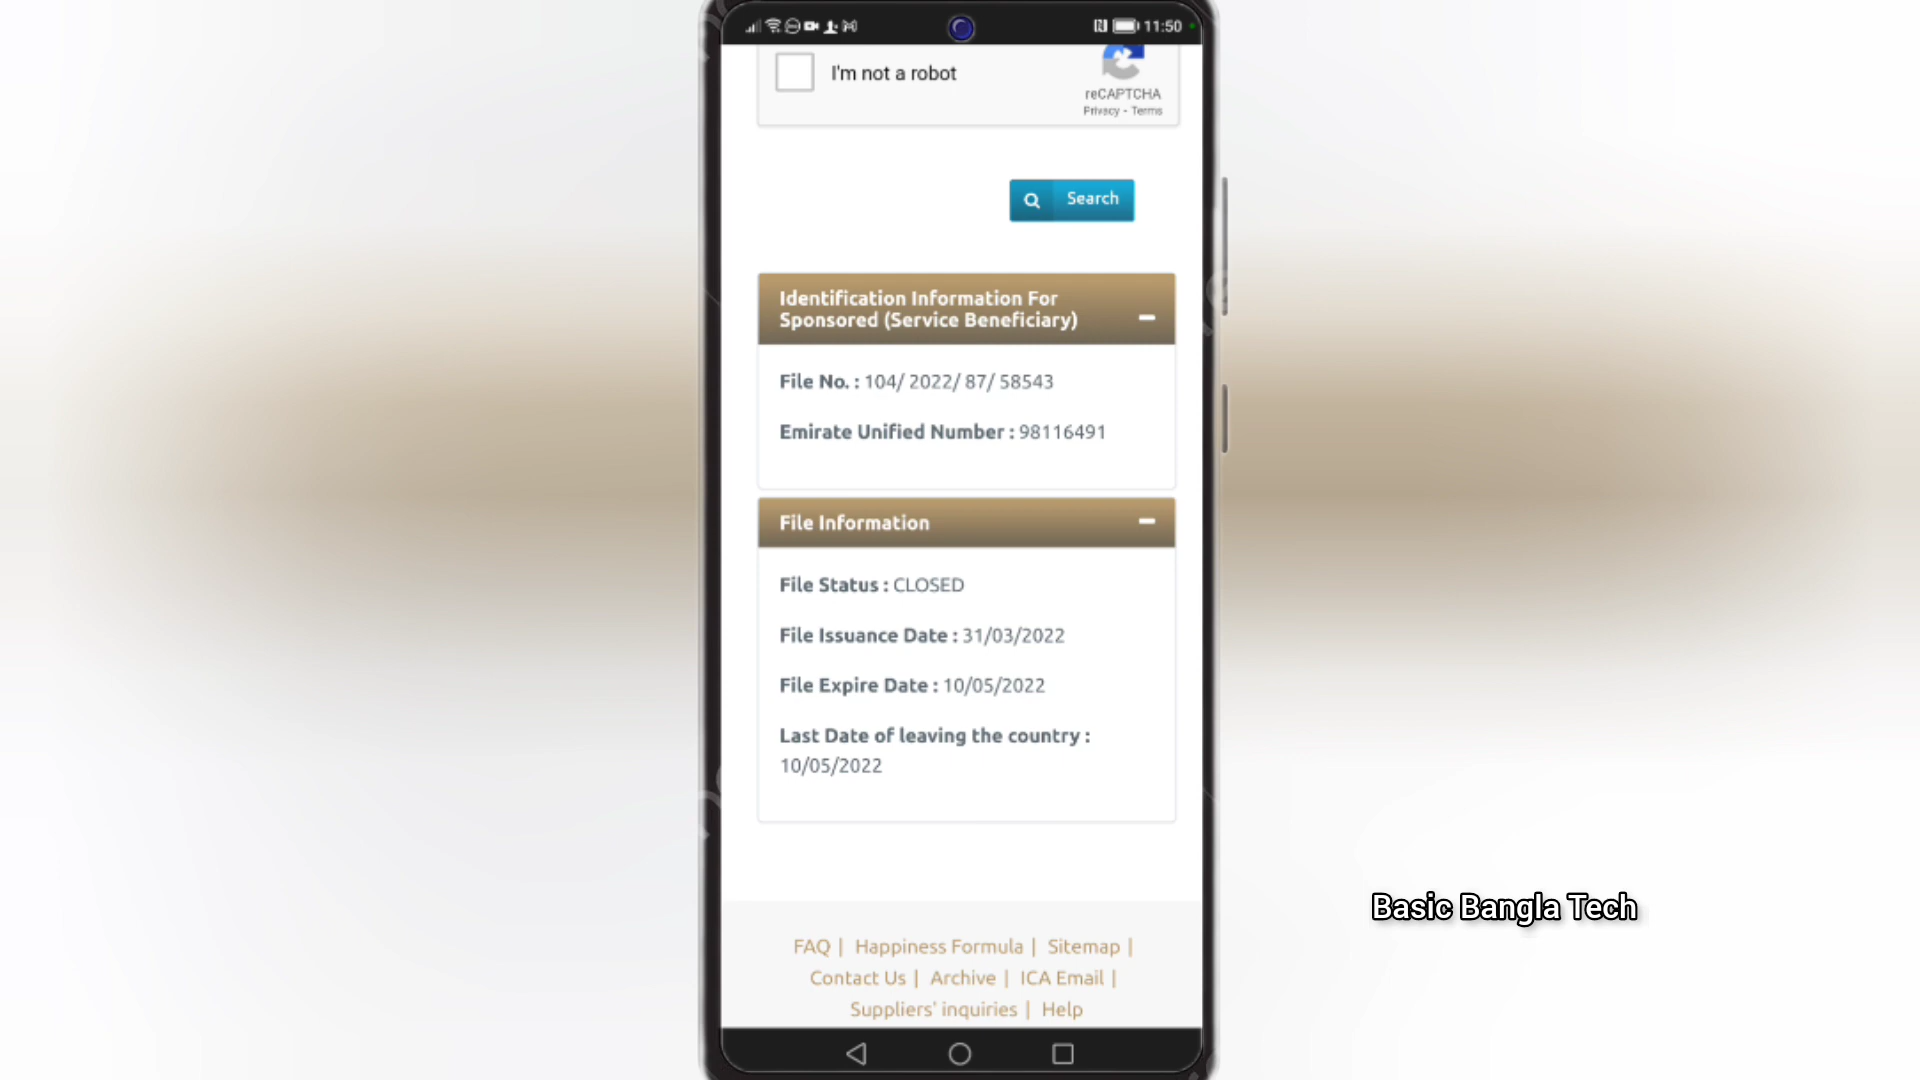 11:50
I'm not a robot
reCAPTCHA
Privacy - Terms
Search
Identification Information For
Sponsored (Service Beneficiary)
File No. : 104/ 2022/ 87/ 58543
Emirate Unified Number : 98116491
File Information
File Status : CLOSED
File Issuance Date : 31/03/2022
File Expire Date : 10/05/2022
Last Date of leaving the country :
10/05/2022
Basic Bangla Tech
FAQ | Happiness Formula | Sitemap |
Contact Us | Archive | ICA Email |
Suppliers' inquiries | Help